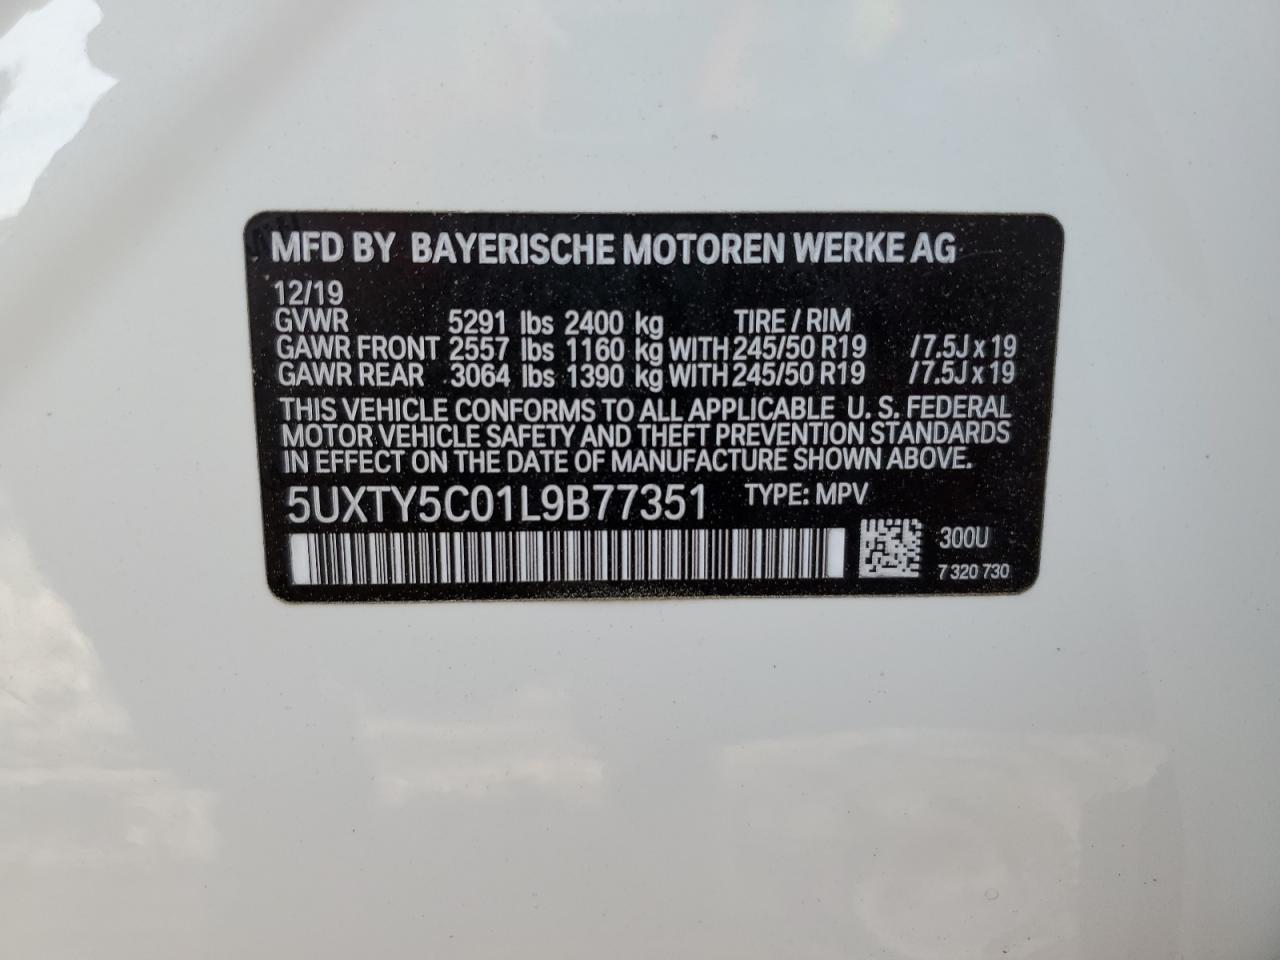 MFD BY BAYERISCHE MOTOREN WERKE AG
12/19
GVWR 5291 lbs 2400 kg TIRE / RIM
GAWR FRONT 2557 lbs 1160 kg WITH 245/50 R19 / 7.5J x 19
GAWR REAR 3064 lbs 1390 kg WITH 245/50 R19 / 7.5J x 19
THIS VEHICLE CONFORMS TO ALL APPLICABLE U. S. FEDERAL
MOTOR VEHICLE SAFETY AND THEFT PREVENTION STANDARDS
IN EFFECT ON THE DATE OF MANUFACTURE SHOWN ABOVE.
5UXTY5C01L9B77351 TYPE: MPV
300U
7 320 730